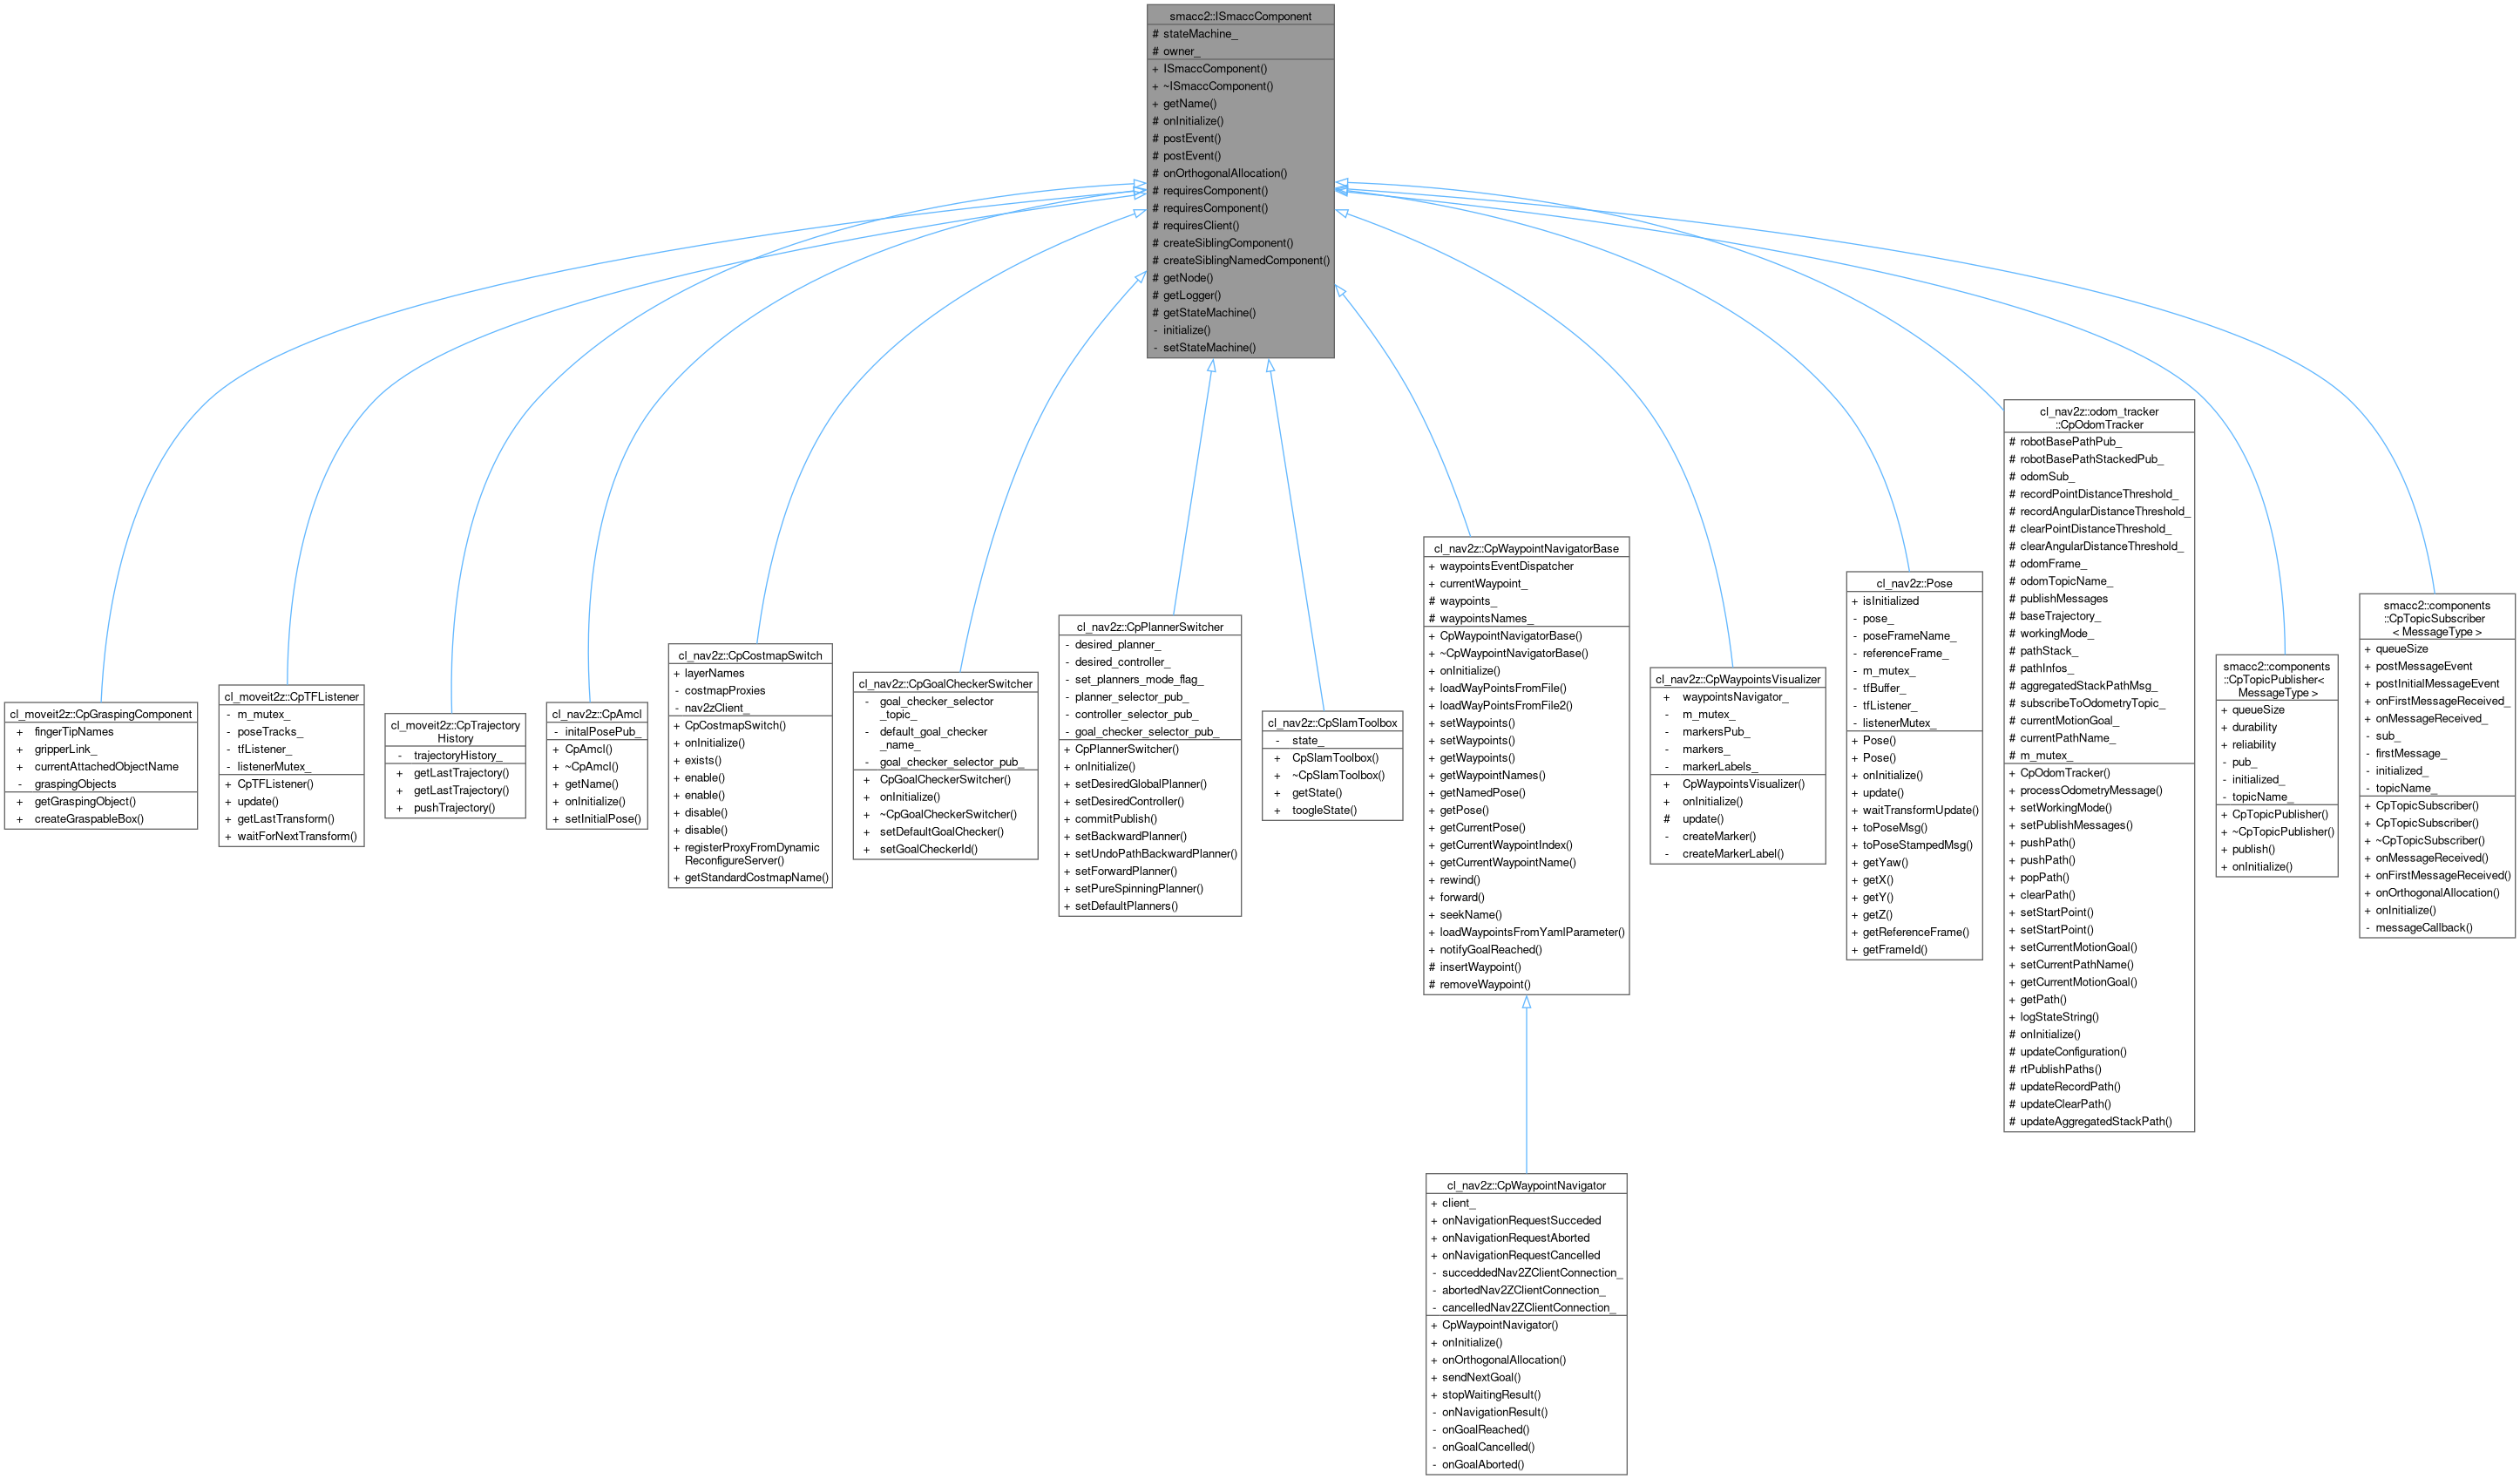 smacc2::ISmaccComponent
# stateMachine_
# owner_
+ ISmaccComponent()
+ ~ISmaccComponent()
+ getName()
# onInitialize()
# postEvent()
# postEvent()
# onOrthogonalAllocation()
# requiresComponent()
# requiresComponent()
# requiresClient()
# createSiblingComponent()
# createSiblingNamedComponent()
# getNode()
# getLogger()
# getStateMachine()
- initialize()
- setStateMachine()
cl_moveit2z::CpGraspingComponent
+ fingerTipNames
+ gripperLink_
+ currentAttachedObjectName
- graspingObjects
+ getGraspingObject()
+ createGraspableBox()
cl_moveit2z::CpTFListener
- m_mutex_
- poseTracks_
- tfListener_
- listenerMutex_
+ CpTFListener()
+ update()
+ getLastTransform()
+ waitForNextTransform()
cl_moveit2z::CpTrajectory
History
- trajectoryHistory_
+ getLastTrajectory()
+ getLastTrajectory()
+ pushTrajectory()
cl_nav2z::CpAmcl
- initalPosePub_
+ CpAmcl()
+ ~CpAmcl()
+ getName()
+ onInitialize()
+ setInitialPose()
cl_nav2z::CpCostmapSwitch
+ layerNames
- costmapProxies
- nav2zClient_
+ CpCostmapSwitch()
+ onInitialize()
+ exists()
+ enable()
+ enable()
+ disable()
+ disable()
+ registerProxyFromDynamic
ReconfigureServer()
+ getStandardCostmapName()
cl_nav2z::CpGoalCheckerSwitcher
- goal_checker_selector
_topic_
- default_goal_checker
_name_
- goal_checker_selector_pub_
+ CpGoalCheckerSwitcher()
+ onInitialize()
+ ~CpGoalCheckerSwitcher()
+ setDefaultGoalChecker()
+ setGoalCheckerId()
cl_nav2z::CpPlannerSwitcher
- desired_planner_
- desired_controller_
- set_planners_mode_flag_
- planner_selector_pub_
- controller_selector_pub_
- goal_checker_selector_pub_
+ CpPlannerSwitcher()
+ onInitialize()
+ setDesiredGlobalPlanner()
+ setDesiredController()
+ commitPublish()
+ setBackwardPlanner()
+ setUndoPathBackwardPlanner()
+ setForwardPlanner()
+ setPureSpinningPlanner()
+ setDefaultPlanners()
cl_nav2z::CpSlamToolbox
- state_
+ CpSlamToolbox()
+ ~CpSlamToolbox()
+ getState()
+ toogleState()
cl_nav2z::CpWaypointNavigatorBase
+ waypointsEventDispatcher
+ currentWaypoint_
# waypoints_
# waypointsNames_
+ CpWaypointNavigatorBase()
+ ~CpWaypointNavigatorBase()
+ onInitialize()
+ loadWayPointsFromFile()
+ loadWayPointsFromFile2()
+ setWaypoints()
+ setWaypoints()
+ getWaypoints()
+ getWaypointNames()
+ getNamedPose()
+ getPose()
+ getCurrentPose()
+ getCurrentWaypointIndex()
+ getCurrentWaypointName()
+ rewind()
+ forward()
+ seekName()
+ loadWaypointsFromYamlParameter()
+ notifyGoalReached()
# insertWaypoint()
# removeWaypoint()
cl_nav2z::CpWaypointsVisualizer
+ waypointsNavigator_
- m_mutex_
- markersPub_
- markers_
- markerLabels_
+ CpWaypointsVisualizer()
+ onInitialize()
# update()
- createMarker()
- createMarkerLabel()
cl_nav2z::Pose
+ isInitialized
- pose_
- poseFrameName_
- referenceFrame_
- m_mutex_
- tfBuffer_
- tfListener_
- listenerMutex_
+ Pose()
+ Pose()
+ onInitialize()
+ update()
+ waitTransformUpdate()
+ toPoseMsg()
+ toPoseStampedMsg()
+ getYaw()
+ getX()
+ getY()
+ getZ()
+ getReferenceFrame()
+ getFrameId()
cl_nav2z::odom_tracker
::CpOdomTracker
# robotBasePathPub_
# robotBasePathStackedPub_
# odomSub_
# recordPointDistanceThreshold_
# recordAngularDistanceThreshold_
# clearPointDistanceThreshold_
# clearAngularDistanceThreshold_
# odomFrame_
# odomTopicName_
# publishMessages
# baseTrajectory_
# workingMode_
# pathStack_
# pathInfos_
# aggregatedStackPathMsg_
# subscribeToOdometryTopic_
# currentMotionGoal_
# currentPathName_
# m_mutex_
+ CpOdomTracker()
+ processOdometryMessage()
+ setWorkingMode()
+ setPublishMessages()
+ pushPath()
+ pushPath()
+ popPath()
+ clearPath()
+ setStartPoint()
+ setStartPoint()
+ setCurrentMotionGoal()
+ setCurrentPathName()
+ getCurrentMotionGoal()
+ getPath()
+ logStateString()
# onInitialize()
# updateConfiguration()
# rtPublishPaths()
# updateRecordPath()
# updateClearPath()
# updateAggregatedStackPath()
smacc2::components
::CpTopicPublisher<
MessageType >
+ queueSize
+ durability
+ reliability
- pub_
- initialized_
- topicName_
+ CpTopicPublisher()
+ ~CpTopicPublisher()
+ publish()
+ onInitialize()
smacc2::components
::CpTopicSubscriber
< MessageType >
+ queueSize
+ postMessageEvent
+ postInitialMessageEvent
+ onFirstMessageReceived_
+ onMessageReceived_
- sub_
- firstMessage_
- initialized_
- topicName_
+ CpTopicSubscriber()
+ CpTopicSubscriber()
+ ~CpTopicSubscriber()
+ onMessageReceived()
+ onFirstMessageReceived()
+ onOrthogonalAllocation()
+ onInitialize()
- messageCallback()
cl_nav2z::CpWaypointNavigator
+ client_
+ onNavigationRequestSucceded
+ onNavigationRequestAborted
+ onNavigationRequestCancelled
- succeddedNav2ZClientConnection_
- abortedNav2ZClientConnection_
- cancelledNav2ZClientConnection_
+ CpWaypointNavigator()
+ onInitialize()
+ onOrthogonalAllocation()
+ sendNextGoal()
+ stopWaitingResult()
- onNavigationResult()
- onGoalReached()
- onGoalCancelled()
- onGoalAborted()